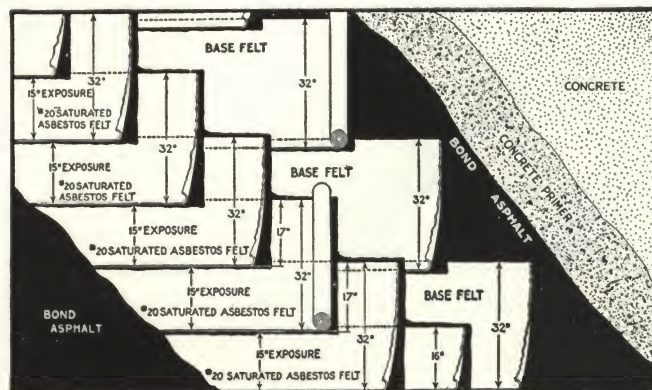 BASE FELT
32"
32"
32"
CONCRETE
15" EXPOSURE
#20 SATURATED
ASBESTOS FELT
32"
15" EXPOSURE
#20 SATURATED
ASBESTOS FELT
BASE FELT
32"
32"
BOND ASPHALT
CONCRETE PRIMER
15" EXPOSURE
#20 SATURATED ASBESTOS FELT
17"
32"
15" EXPOSURE
#20 SATURATED ASBESTOS FELT
17"
BASE FELT
BOND
ASPHALT
32"
16"
32"
15" EXPOSURE
#20 SATURATED ASBESTOS FELT